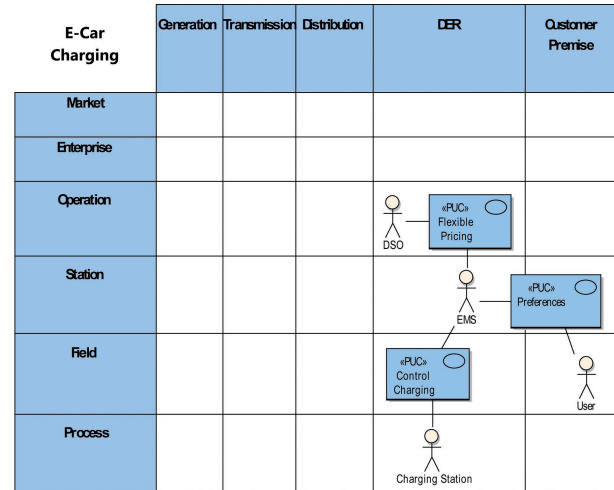 E-Car
Charging
Generation
Transmission
Distribution
DER
Customer
Premise
Market
Enterprise
Operation
«PUC»
Flexible
Pricing
DSO
Station
EMS
«PUC»
Preferences
Field
«PUC»
Control
Charging
User
Process
Charging Station